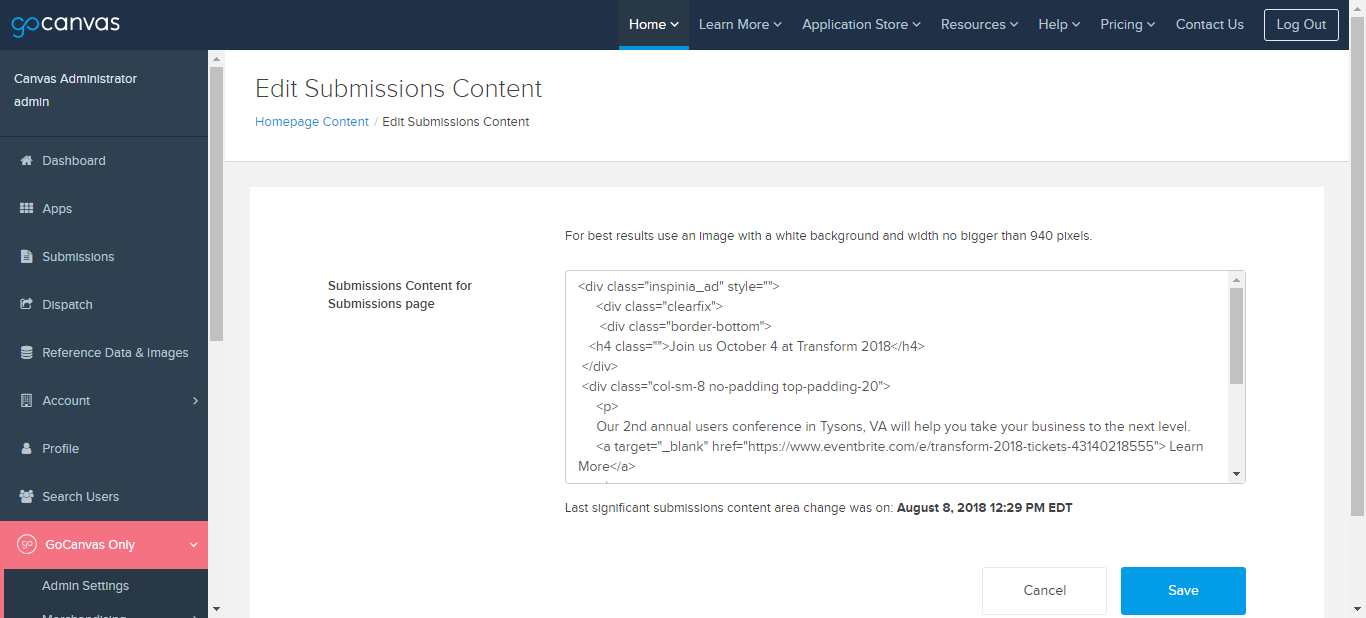 gocanvas
Home Learn More Application Store Resources Help Pricing Contact Us Log Out
Canvas Administrator
admin
Dashboard
Apps
Submissions
Dispatch
Reference Data & Images
Account
Profile
Search Users
go GoCanvas Only
Admin Settings
Merchandising
Edit Submissions Content
Homepage Content / Edit Submissions Content
For best results use an image with a white background and width no bigger than 940 pixels.
Submissions Content for
Submissions page
<div class="inspinia_ad" style="">
<div class="clearfix">
<div class="border-bottom">
<h4 class="">Join us October 4 at Transform 2018</h4>
</div>
<div class="col-sm-8 no-padding top-padding-20">
<p>
Our 2nd annual users conference in Tysons, VA will help you take your business to the next level.
<a target="_blank" href="https://www.eventbrite.com/e/transform-2018-tickets-43140218555"> Learn
More</a>
Last significant submissions content area change was on: August 8, 2018 12:29 PM EDT
Cancel Save